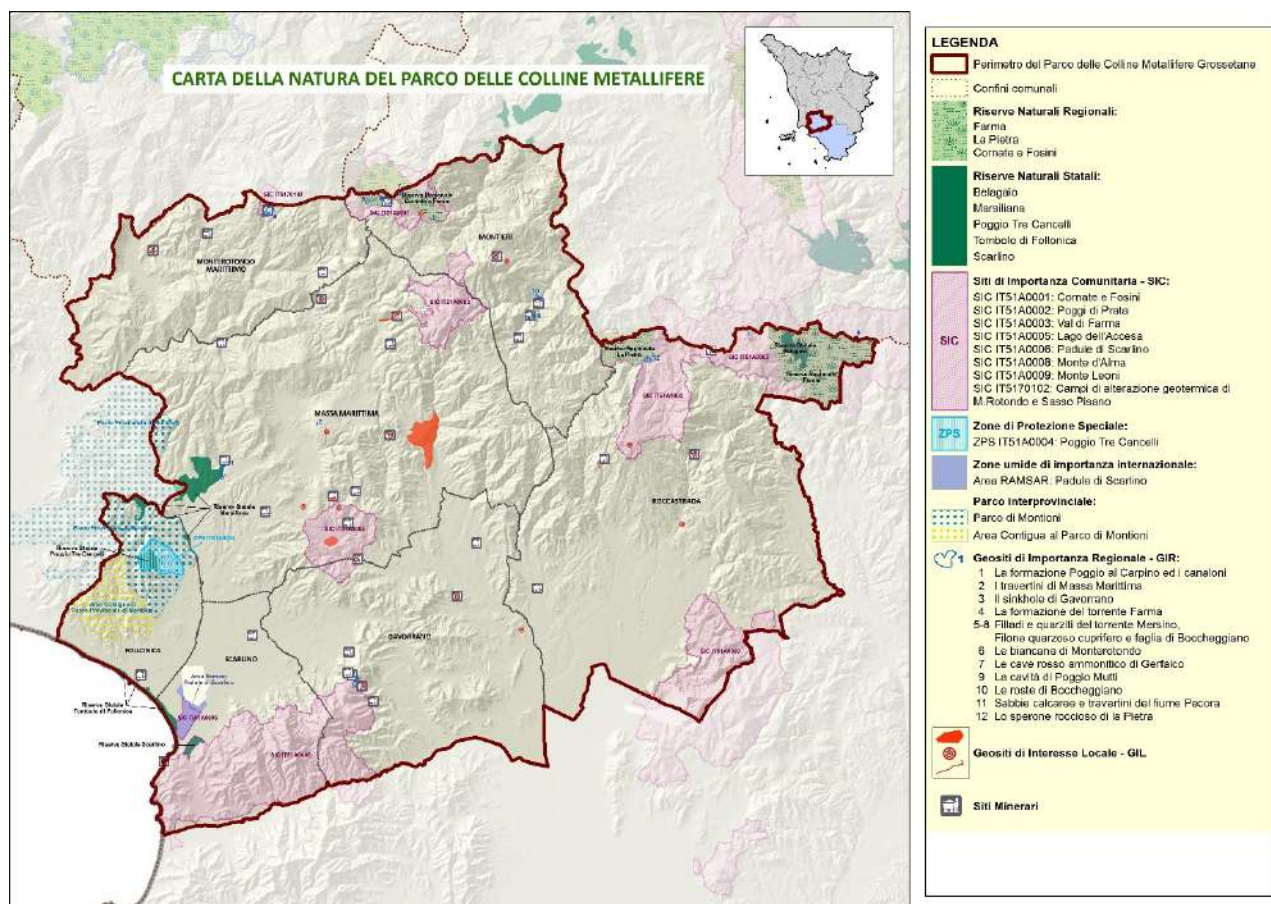 CARTA DELLA NATURA DEL PARCO DELLE COLLINE METALLIFERE
SIC IT5170102
MONTIERI
MONTEROTONDO
MARITTIMO
MASSA MARITTIMA
ROCCASTRADA
FOLLONICA
SCARLINO
GAVORRANO
Riserva Statale Scarlino
LEGENDA
Perimetro del Parco delle Colline Metallifere Grossetane
Confini comunali
Riserve Naturali Regionali:
Farma
La Pietra
Cornate e Fosini
Riserve Naturali Statali:
Belagaio
Marsiliana
Poggio Tre Cancelli
Tombolo di Follonica
Scarlino
SIC
Siti di Importanza Comunitaria - SIC:
SIC IT51A0001: Cornate e Fosini
SIC IT51A0002: Poggi di Prata
SIC IT51A0003: Val di Farma
SIC IT51A0005: Lago dell'Accesa
SIC IT51A0006: Padule di Scarlino
SIC IT51A0008: Monte d'Alma
SIC IT51A0009: Monte Leoni
SIC IT5170102: Campi di alterazione geotermica di
M.Rotondo e Sasso Pisano
ZPS
Zone di Protezione Speciale:
ZPS IT51A0004: Poggio Tre Cancelli
Zone umide di importanza internazionale:
Area RAMSAR: Padule di Scarlino
Parco Interprovinciale:
Parco di Montioni
Area Contigua al Parco di Montioni
1
Geositi di Importanza Regionale - GIR:
1 La formazione Poggio al Carpino ed i canaloni
2 I travertini di Massa Marittima
3 Il sinkhole di Gavorrano
4 La formazione del torrente Farma
5-8 Filladi e quarziti del torrente Mersino,
Filone quarzoso cuprifero e faglia di Boccheggiano
6 Le biancane di Monterotondo
7 Le cave rosso ammonitico di Gerfalco
9 La cavità di Poggio Mutti
10 Le roste di Boccheggiano
11 Sabbie calcaree e travertini del fiume Pecora
12 Lo sperone roccioso di la Pietra
Geositi di Interesse Locale - GIL
Siti Minerari